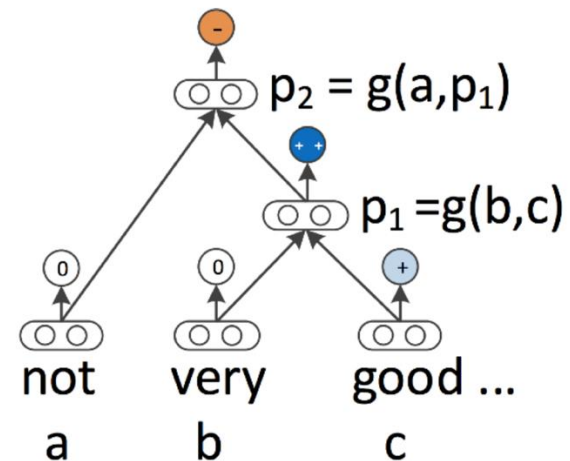 -
p₂ = g(a,p₁)
+ +
p₁ =g(b,c)
0 0 +
not very good ...
a b c